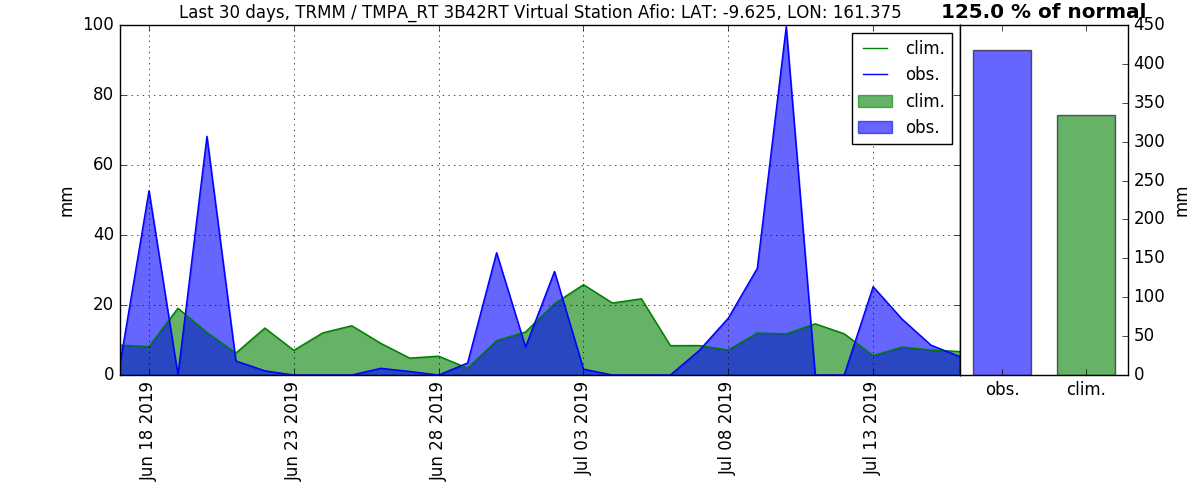 Last 30 days, TRMM / TMPA_RT 3B42RT Virtual Station Afio: LAT: -9.625, LON: 161.375
125.0 % of normal
mm
100
80
60
40
20
0
clim.
obs.
clim.
obs.
Jun 18 2019
Jun 23 2019
Jun 28 2019
Jul 03 2019
Jul 08 2019
Jul 13 2019
450
400
350
300
250
200
150
100
50
0
mm
obs.
clim.